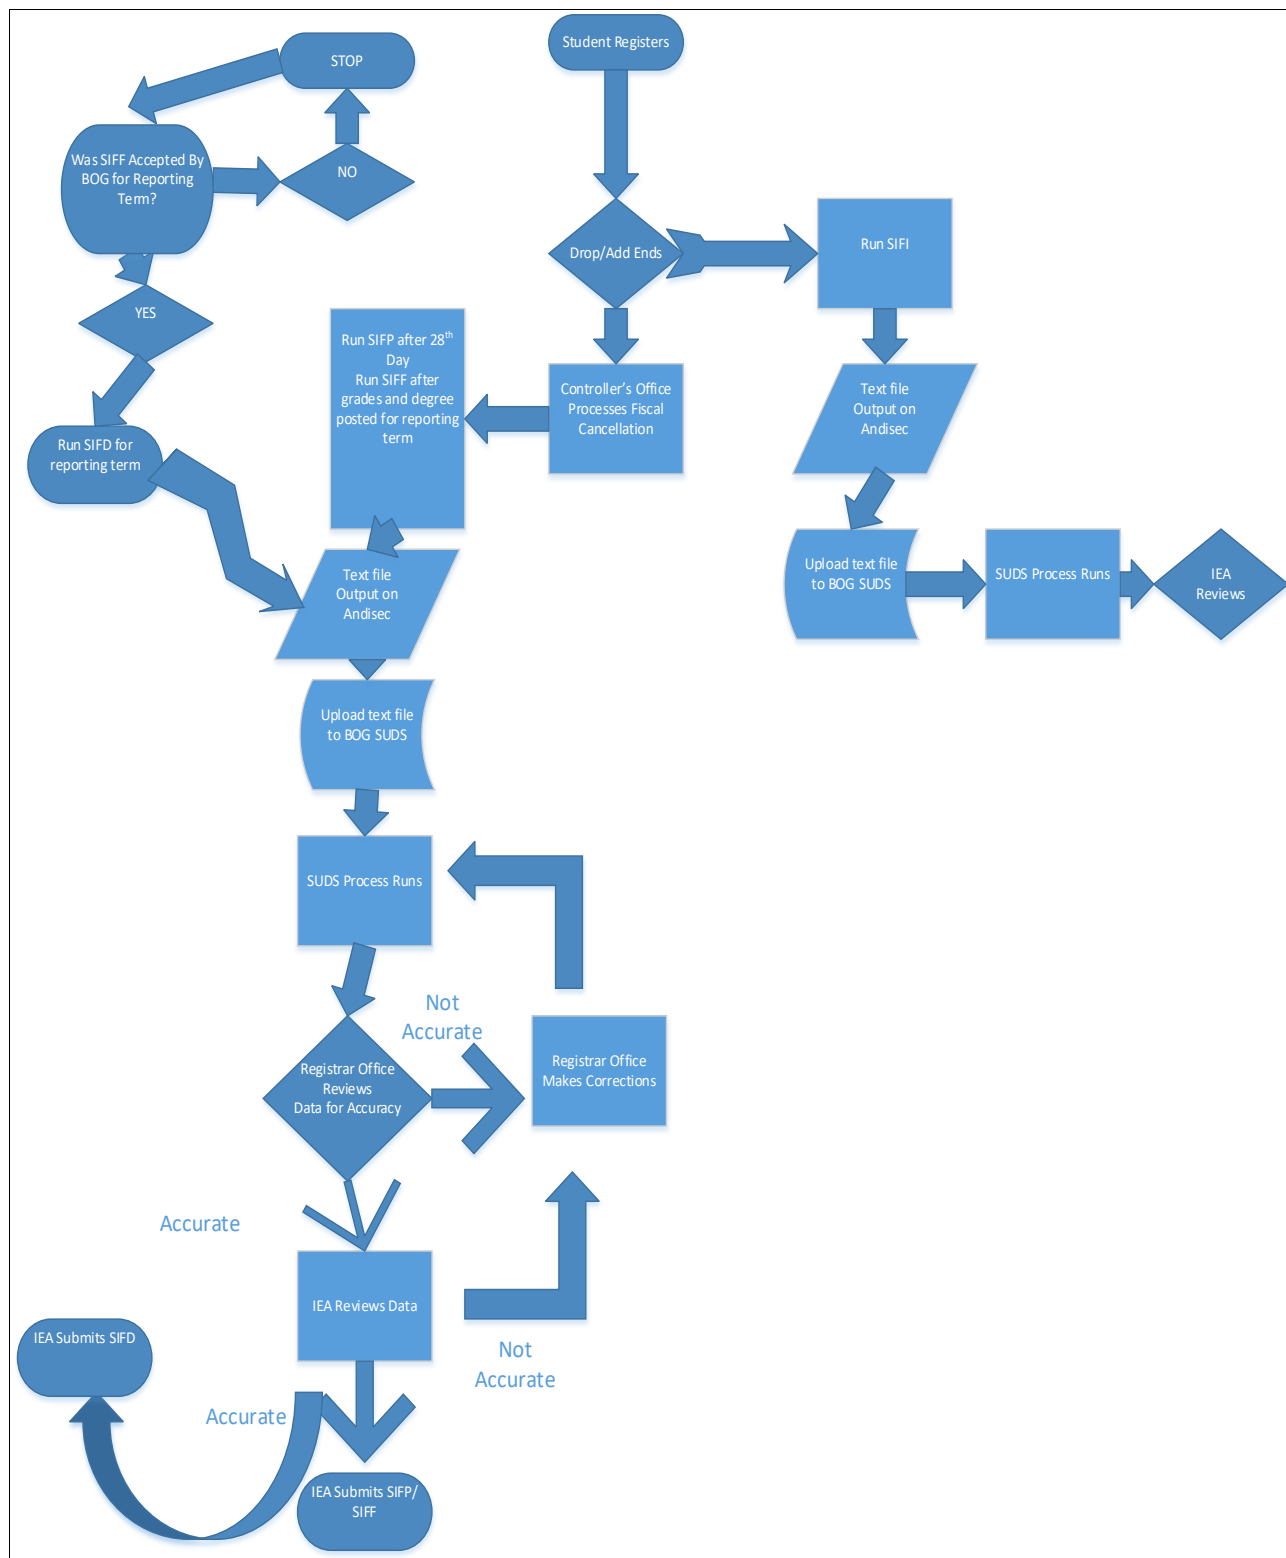 Student Registers
STOP
Was SIFF Accepted By
BOG for Reporting
Term?
NO
YES
Run SIFD for
reporting term
Drop/Add Ends
Run SIFI
Run SIFP after 28th
Day
Run SIFF after
grades and degree
posted for reporting
term
Controller’s Office
Processes Fiscal
Cancellation
Text file
Output on
Andisec
Upload text file
to BOG SUDS
SUDS Process Runs
IEA
Reviews
Text file
Output on
Andisec
Upload text file
to BOG SUDS
SUDS Process Runs
Not
Accurate
Registrar Office
Reviews
Data for Accuracy
Registrar Office
Makes Corrections
Accurate
IEA Reviews Data
Not
Accurate
IEA Submits SIFD
Accurate
IEA Submits SIFP/
SIFF